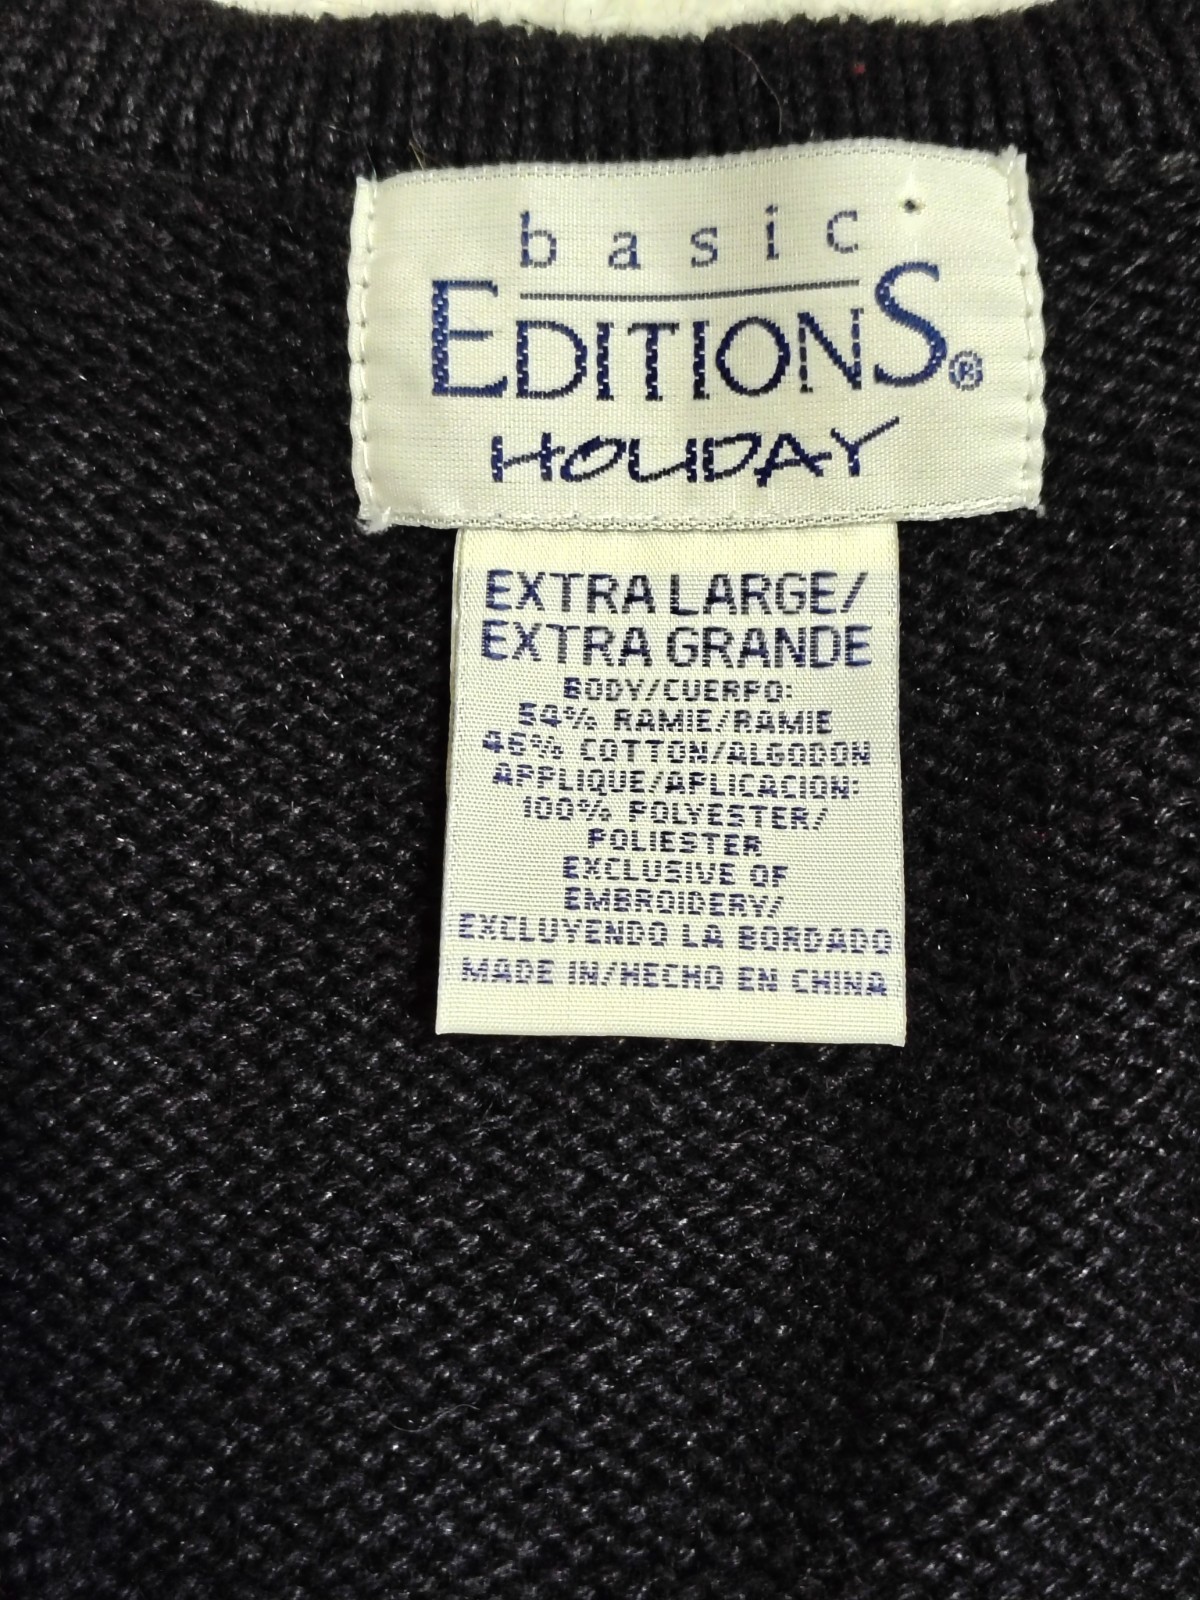 basic
EDITIONS®
HOLIDAY
EXTRA LARGE/
EXTRA GRANDE
BODY/CUERPO:
54% RAMIE/RAMIE
46% COTTON/ALGODON
APPLIQUE/APLICACION:
100% POLYESTER/
POLIESTER
EXCLUSIVE OF
EMBROIDERY/
EXCLUYENDO LA BORDADO
MADE IN/HECHO EN CHINA